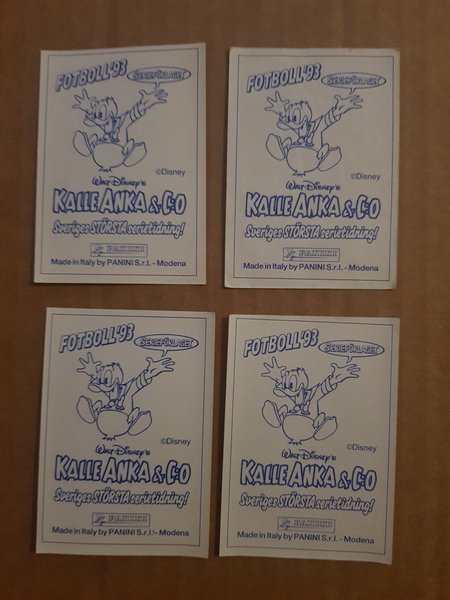 FOTBOLL '93
SERIEFÖRLAGET
©Disney
WALT DISNEY'S
KALLE ANKA & C:O
Sveriges STÖRSTA serietidning!
PANINI
Made in Italy by PANINI S.r.l. - Modena
FOTBOLL '93
SERIEFÖRLAGET
©Disney
WALT DISNEY'S
KALLE ANKA & C:O
Sveriges STÖRSTA serietidning!
PANINI
Made in Italy by PANINI S.r.l. - Modena
FOTBOLL '93
SERIEFÖRLAGET
©Disney
WALT DISNEY'S
KALLE ANKA & C:O
Sveriges STÖRSTA serietidning!
PANINI
Made in Italy by PANINI S.r.l. - Modena
FOTBOLL '93
SERIEFÖRLAGET
©Disney
WALT DISNEY'S
KALLE ANKA & C:O
Sveriges STÖRSTA serietidning!
PANINI
Made in Italy by PANINI S.r.l. - Modena